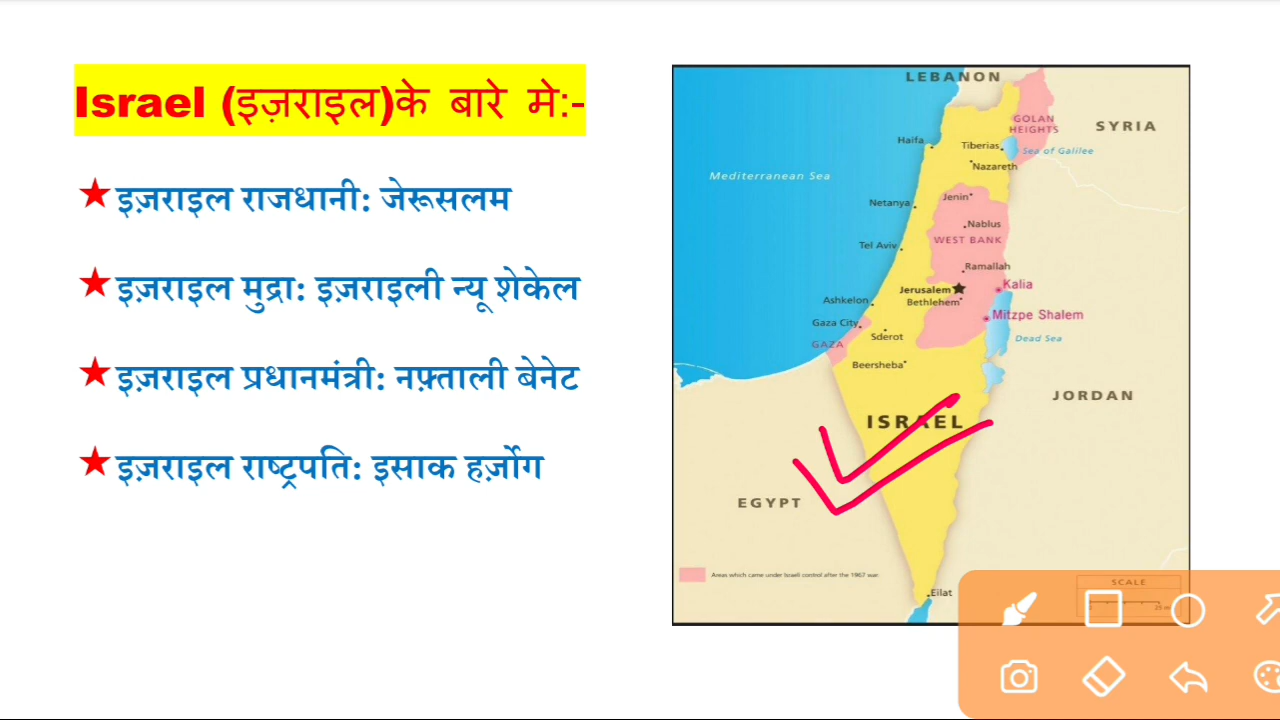 Israel (इज़राइल)के बारे मे:-
★इज़राइल राजधानी: जेरूसलम
★इज़राइल मुद्रा: इज़राइली न्यू शेकेल
★इज़राइल प्रधानमंत्री: नफ़्ताली बेनेट
★इज़राइल राष्ट्रपति: इसाक हर्ज़ोग
LEBANON
GOLAN
HEIGHTS
SYRIA
Haifa
Tiberias
Sea of Galilee
Nazareth
Mediterranean Sea
Jenin
Netanya
Nablus
WEST BANK
Tel Aviv
Ramallah
Kalia
Jerusalem
Ashkelon
Bethlehem
Mitzpe Shalem
Gaza City
Sderot
Dead Sea
GAZA
Beersheba
JORDAN
ISRAEL
EGYPT
Areas which came under Israeli control after the 1967 war
SCALE
Eilat